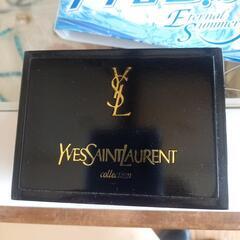 Eternal
Summer
YSL
YVESSAINTLAURENT
collection